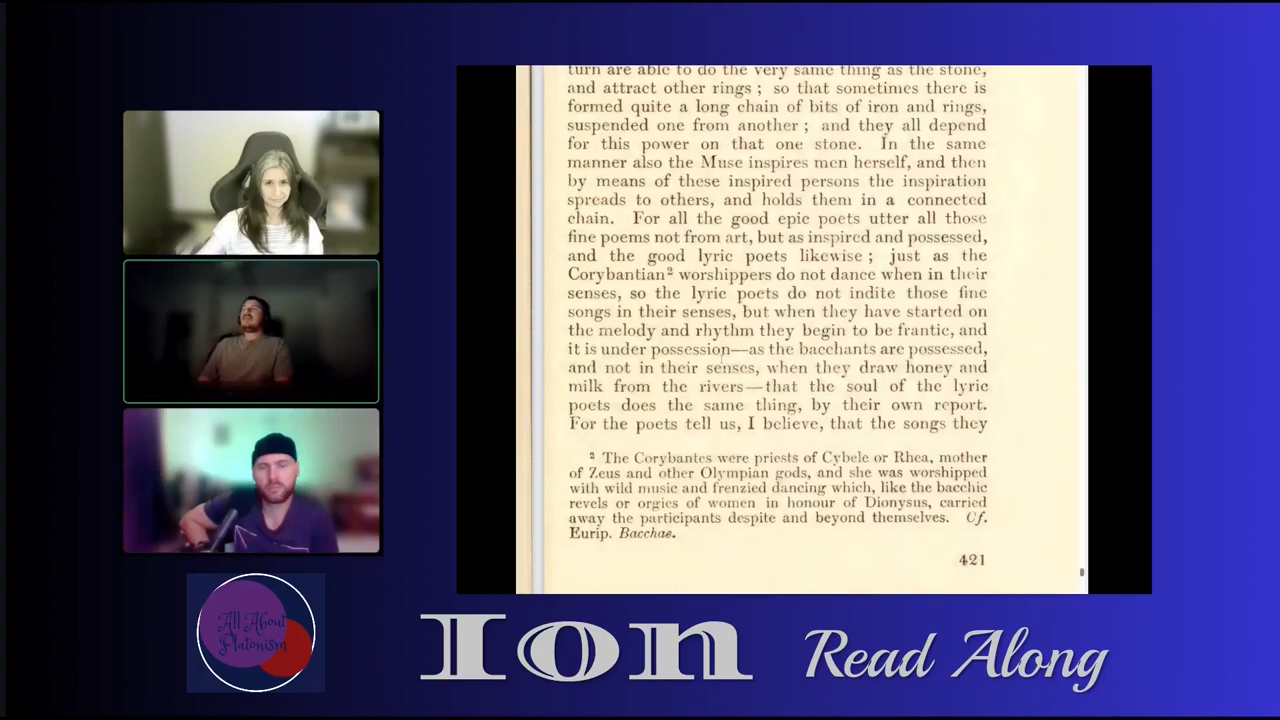 turn are able to do the very same thing as the stone,
and attract other rings ; so that sometimes there is
formed quite a long chain of bits of iron and rings,
suspended one from another ; and they all depend
for this power on that one stone. In the same
manner also the Muse inspires men herself, and then
by means of these inspired persons the inspiration
spreads to others, and holds them in a connected
chain. For all the good epic poets utter all those
fine poems not from art, but as inspired and possessed,
and the good lyric poets likewise ; just as the
Corybantian² worshippers do not dance when in their
senses, so the lyric poets do not indite those fine
songs in their senses, but when they have started on
the melody and rhythm they begin to be frantic, and
it is under possession—as the bacchants are possessed,
and not in their senses, when they draw honey and
milk from the rivers—that the soul of the lyric
poets does the same thing, by their own report.
For the poets tell us, I believe, that the songs they
² The Corybantes were priests of Cybele or Rhea, mother
of Zeus and other Olympian gods, and she was worshipped
with wild music and frenzied dancing which, like the bacchic
revels or orgies of women in honour of Dionysus, carried
away the participants despite and beyond themselves. Cf.
Eurip. Bacchae.
421
All About
Platonism
Ion Read Along